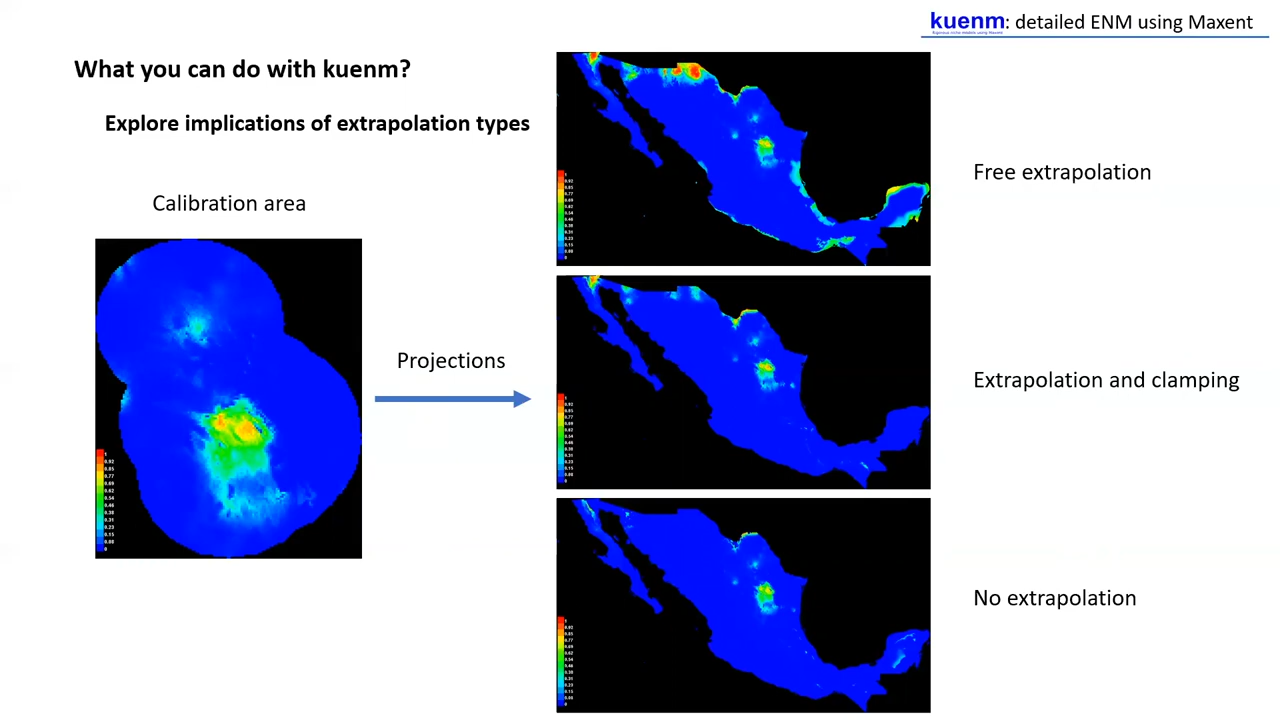 kuenm: detailed ENM using Maxent
What you can do with kuenm?
Explore implications of extrapolation types
Calibration area
Projections
Free extrapolation
Extrapolation and clamping
No extrapolation